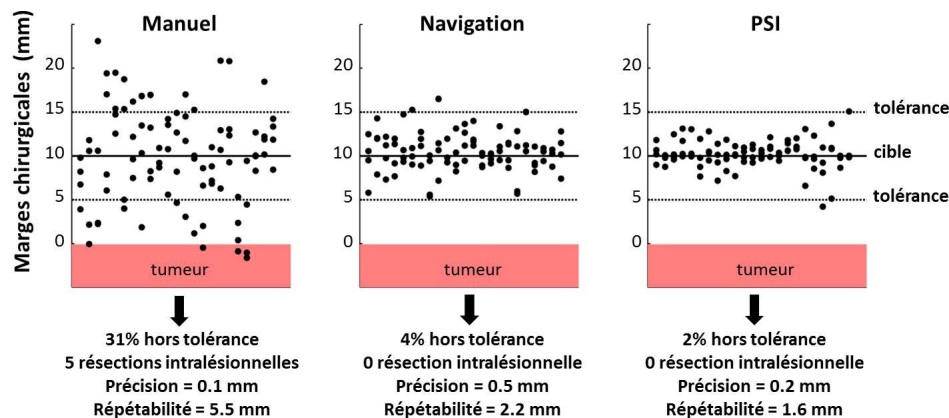 Manuel
Navigation
PSI
Marges chirurgicales (mm)
20
15
10
5
0
tumeur
20
15
10
5
0
tumeur
20
15
10
5
0
tumeur
tolérance
cible
tolérance
31% hors tolérance
5 résections intralésionnelles
Précision = 0.1 mm
Répétabilité = 5.5 mm
4% hors tolérance
0 résection intralésionnelle
Précision = 0.5 mm
Répétabilité = 2.2 mm
2% hors tolérance
0 résection intralésionnelle
Précision = 0.2 mm
Répétabilité = 1.6 mm